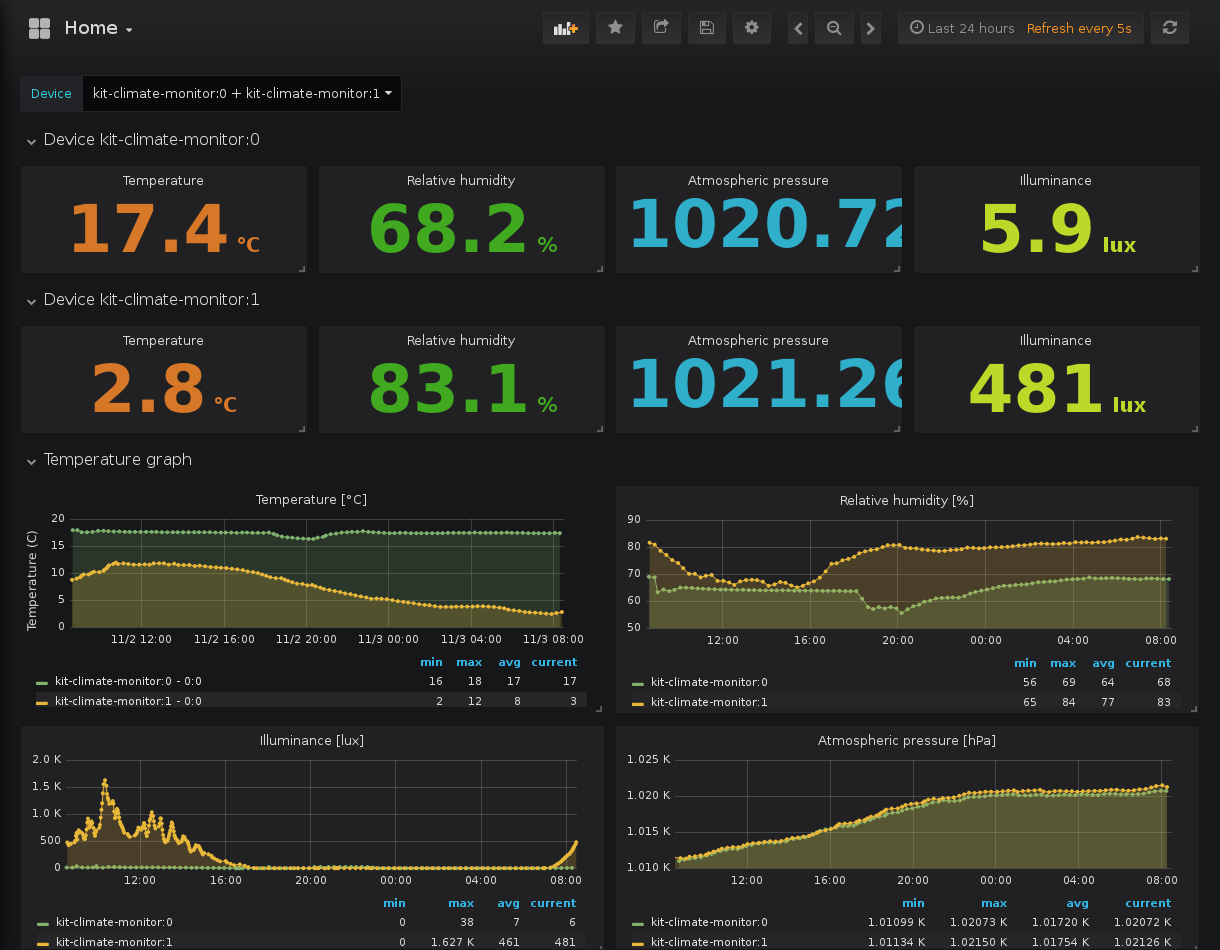 Home
Last 24 hours Refresh every 5s
Device kit-climate-monitor:0 + kit-climate-monitor:1
Device kit-climate-monitor:0
Temperature Relative humidity Atmospheric pressure Illuminance
17.4 °C 68.2 % 1020.72 5.9 lux
Device kit-climate-monitor:1
Temperature Relative humidity Atmospheric pressure Illuminance
2.8 °C 83.1 % 1021.26 481 lux
Temperature graph
Temperature [°C]
Temperature (C)
20
15
10
5
0
11/2 12:00 11/2 16:00 11/2 20:00 11/3 00:00 11/3 04:00 11/3 08:00
min max avg current
kit-climate-monitor:0 - 0:0 16 18 17 17
kit-climate-monitor:1 - 0:0 2 12 8 3
Relative humidity [%]
90
80
70
60
50
12:00 16:00 20:00 00:00 04:00 08:00
min max avg current
kit-climate-monitor:0 56 69 64 68
kit-climate-monitor:1 65 84 77 83
Illuminance [lux]
2.0 K
1.5 K
1.0 K
500
0
12:00 16:00 20:00 00:00 04:00 08:00
min max avg current
kit-climate-monitor:0 0 38 7 6
kit-climate-monitor:1 0 1.627 K 461 481
Atmospheric pressure [hPa]
1.025 K
1.020 K
1.015 K
1.010 K
12:00 16:00 20:00 00:00 04:00 08:00
min max avg current
kit-climate-monitor:0 1.01099 K 1.02073 K 1.01720 K 1.02072 K
kit-climate-monitor:1 1.01134 K 1.02150 K 1.01754 K 1.02126 K